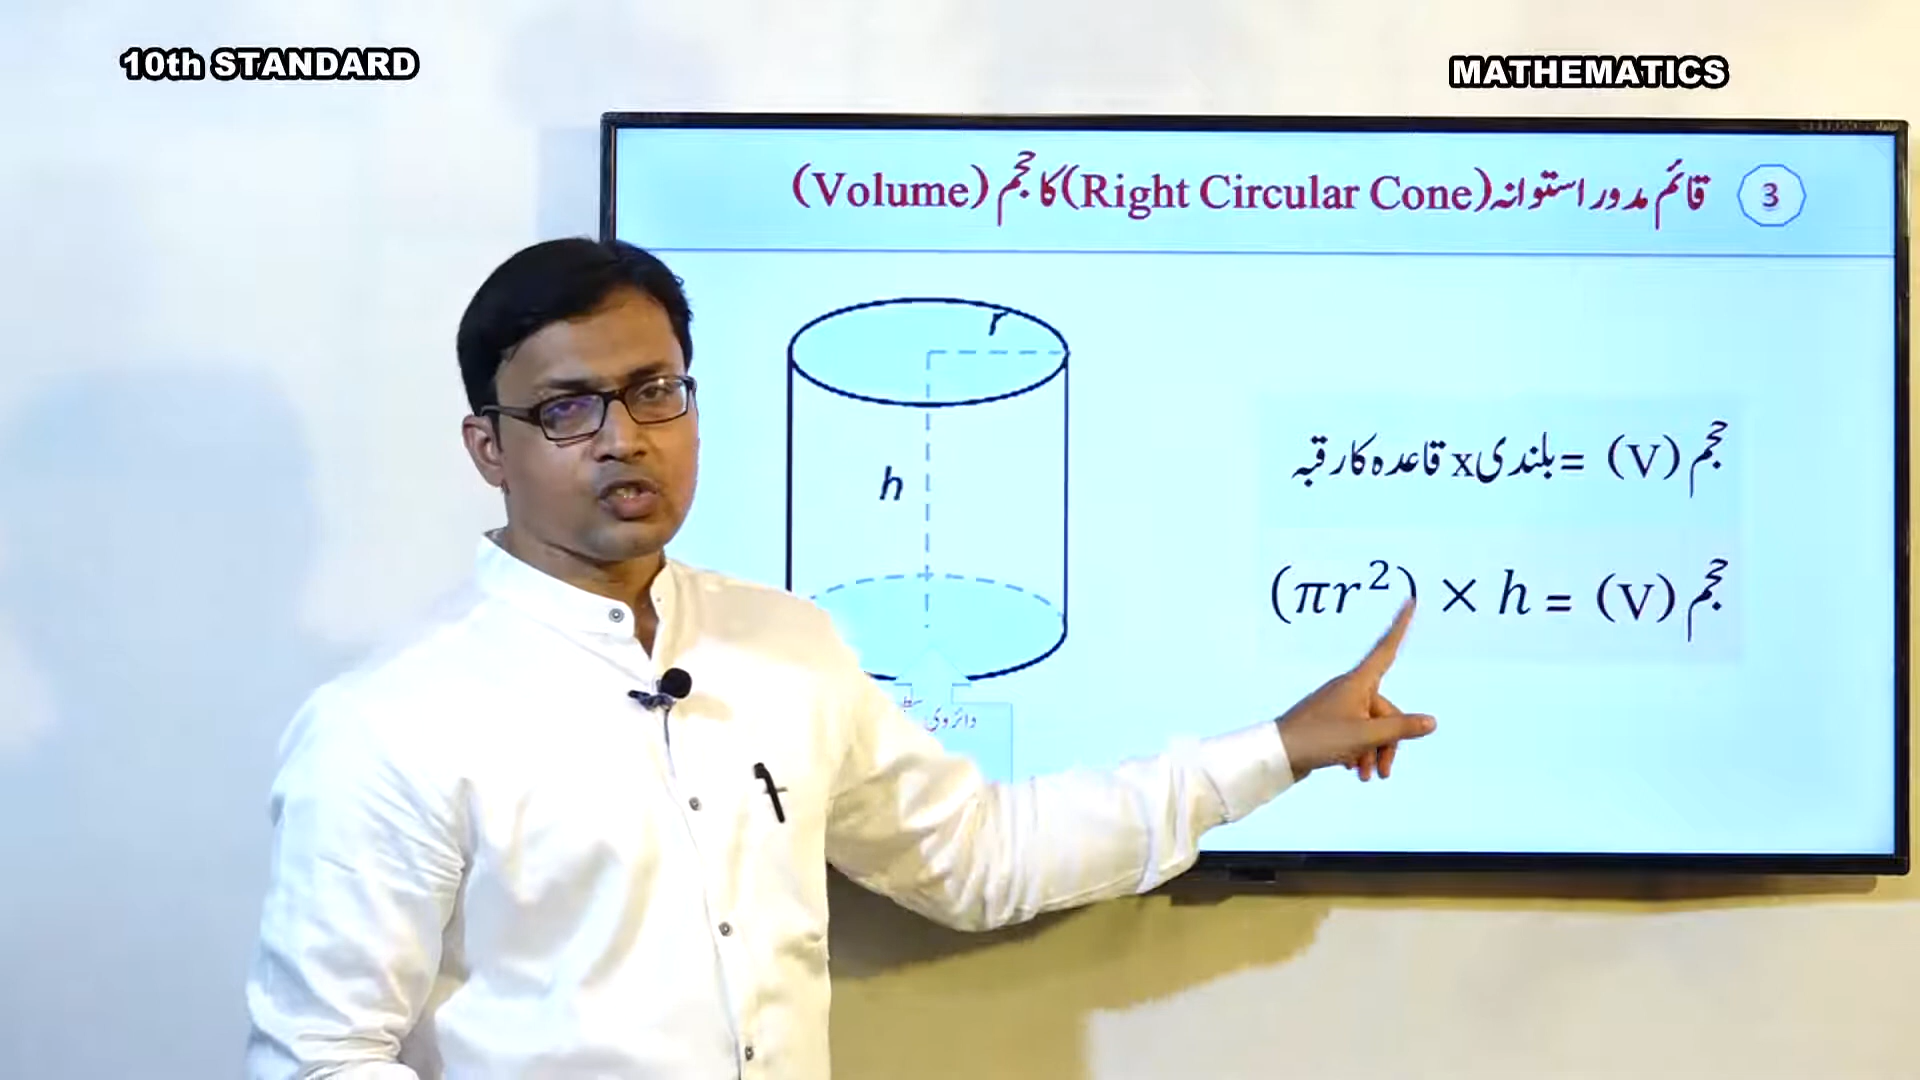 10th STANDARD
MATHEMATICS
3 قائم مدور استوانہ (Right Circular Cone) کا حجم (Volume)
r
h
حجم (V) = بلندی x قاعدہ کا رقبہ
حجم (V) = (πr²) × h
دائروی